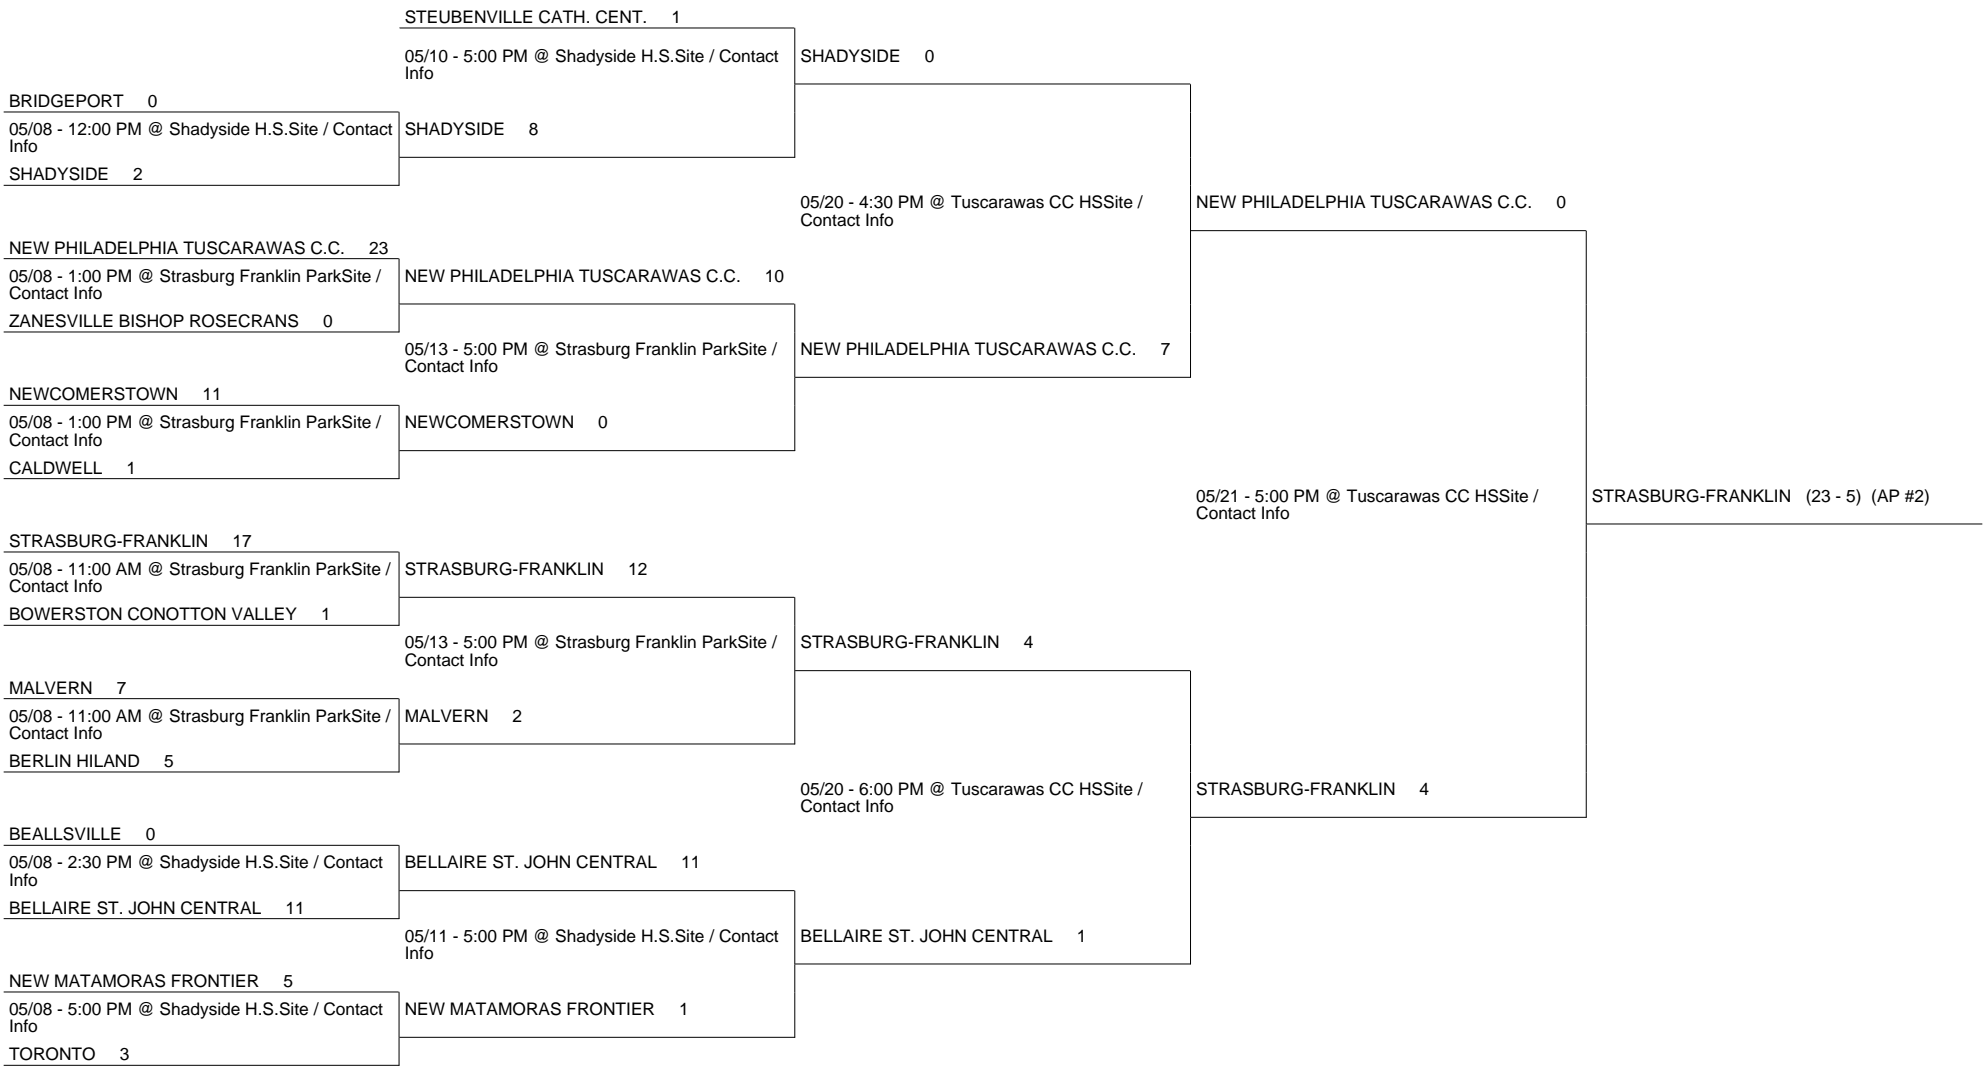 STEUBENVILLE CATH. CENT. 1
05/10 - 5:00 PM @ Shadyside H.S.Site / Contact
Info
BRIDGEPORT 0
05/08 - 12:00 PM @ Shadyside H.S.Site / Contact
Info
SHADYSIDE 2
SHADYSIDE 8
SHADYSIDE 0
NEW PHILADELPHIA TUSCARAWAS C.C. 23
05/08 - 1:00 PM @ Strasburg Franklin ParkSite /
Contact Info
ZANESVILLE BISHOP ROSECRANS 0
NEW PHILADELPHIA TUSCARAWAS C.C. 10
05/13 - 5:00 PM @ Strasburg Franklin ParkSite /
Contact Info
NEWCOMERSTOWN 11
05/08 - 1:00 PM @ Strasburg Franklin ParkSite /
Contact Info
CALDWELL 1
NEWCOMERSTOWN 0
NEW PHILADELPHIA TUSCARAWAS C.C. 7
05/20 - 4:30 PM @ Tuscarawas CC HSSite /
Contact Info
NEW PHILADELPHIA TUSCARAWAS C.C. 0
STRASBURG-FRANKLIN 17
05/08 - 11:00 AM @ Strasburg Franklin ParkSite /
Contact Info
BOWERSTON CONOTTON VALLEY 1
STRASBURG-FRANKLIN 12
05/13 - 5:00 PM @ Strasburg Franklin ParkSite /
Contact Info
MALVERN 7
05/08 - 11:00 AM @ Strasburg Franklin ParkSite /
Contact Info
BERLIN HILAND 5
MALVERN 2
STRASBURG-FRANKLIN 4
BEALLSVILLE 0
05/08 - 2:30 PM @ Shadyside H.S.Site / Contact
Info
BELLAIRE ST. JOHN CENTRAL 11
BELLAIRE ST. JOHN CENTRAL 11
05/11 - 5:00 PM @ Shadyside H.S.Site / Contact
Info
NEW MATAMORAS FRONTIER 5
05/08 - 5:00 PM @ Shadyside H.S.Site / Contact
Info
TORONTO 3
NEW MATAMORAS FRONTIER 1
BELLAIRE ST. JOHN CENTRAL 1
05/20 - 6:00 PM @ Tuscarawas CC HSSite /
Contact Info
STRASBURG-FRANKLIN 4
05/21 - 5:00 PM @ Tuscarawas CC HSSite /
Contact Info
STRASBURG-FRANKLIN (23 - 5) (AP #2)